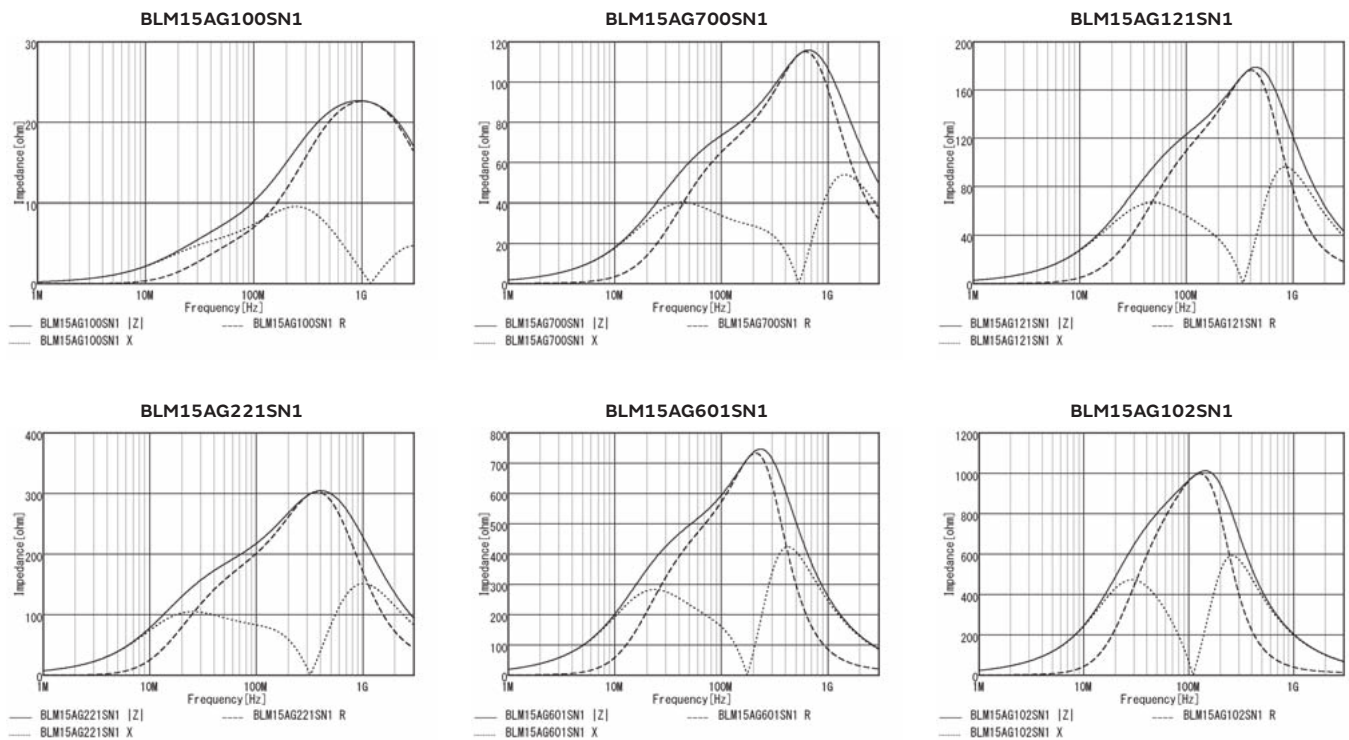 BLM15AG100SN1
30
20
10
0
Impedance[ohm]
1M 10M 100M 1G
Frequency[Hz]
BLM15AG100SN1 |Z| BLM15AG100SN1 R
BLM15AG100SN1 X
BLM15AG700SN1
120
100
80
60
40
20
0
Impedance[ohm]
1M 10M 100M 1G
Frequency[Hz]
BLM15AG700SN1 |Z| BLM15AG700SN1 R
BLM15AG700SN1 X
BLM15AG121SN1
200
160
120
80
40
0
Impedance[ohm]
1M 10M 100M 1G
Frequency[Hz]
BLM15AG121SN1 |Z| BLM15AG121SN1 R
BLM15AG121SN1 X
BLM15AG221SN1
400
300
200
100
0
Impedance[ohm]
1M 10M 100M 1G
Frequency[Hz]
BLM15AG221SN1 |Z| BLM15AG221SN1 R
BLM15AG221SN1 X
BLM15AG601SN1
800
700
600
500
400
300
200
100
0
Impedance[ohm]
1M 10M 100M 1G
Frequency[Hz]
BLM15AG601SN1 |Z| BLM15AG601SN1 R
BLM15AG601SN1 X
BLM15AG102SN1
1200
1000
800
600
400
200
0
Impedance[ohm]
1M 10M 100M 1G
Frequency[Hz]
BLM15AG102SN1 |Z| BLM15AG102SN1 R
BLM15AG102SN1 X